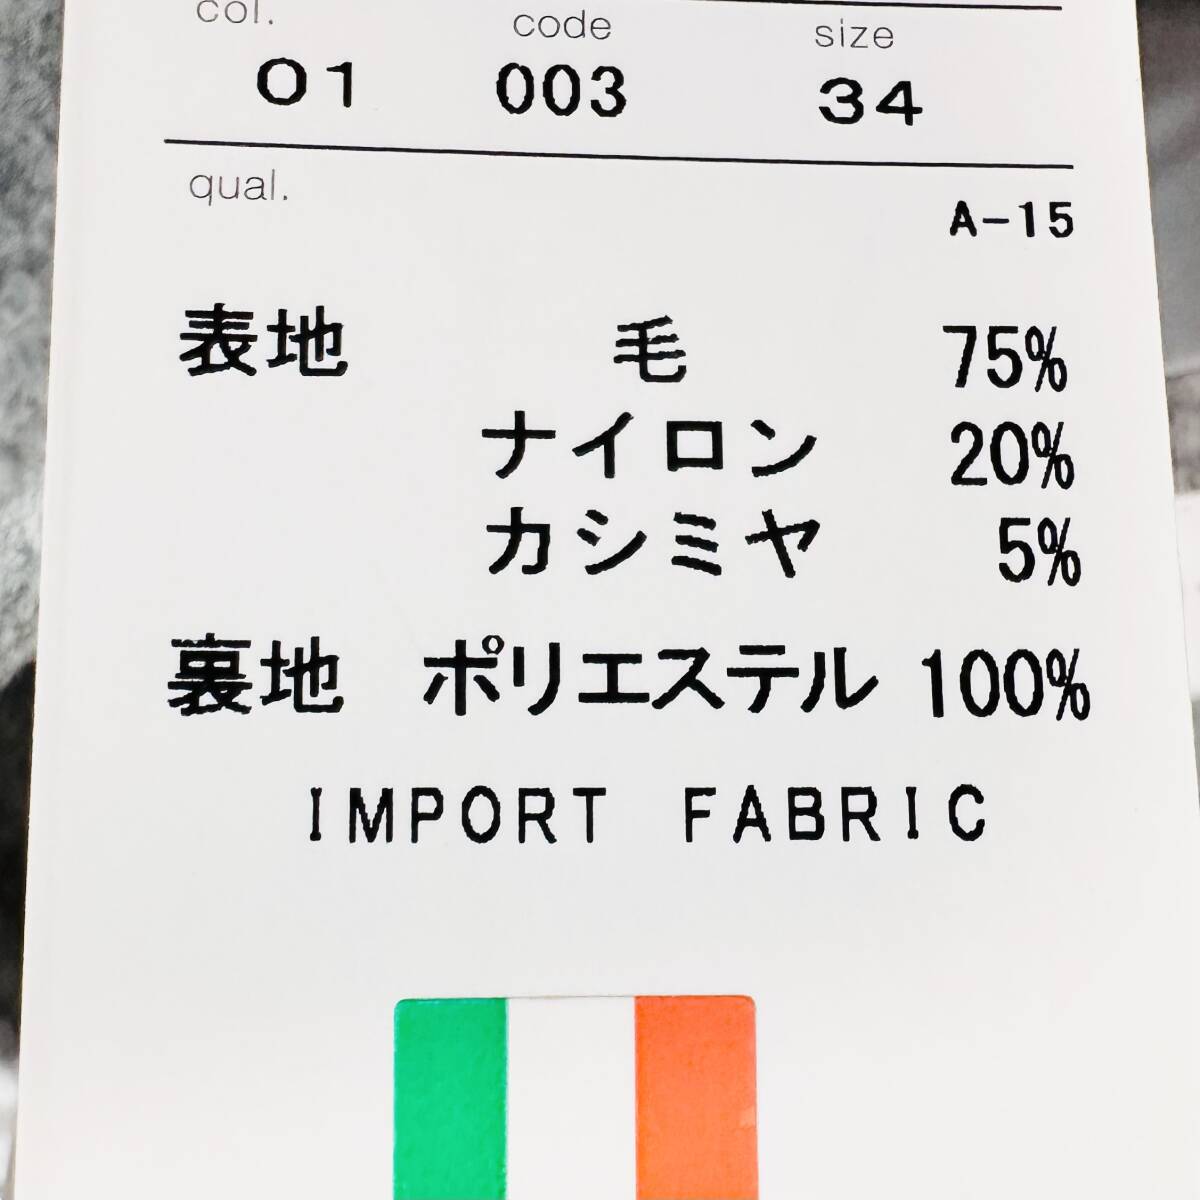 col. code size
01 003 34
qual.
A-15
表地 毛 75%
ナイロン 20%
カシミヤ 5%
裏地 ポリエステル 100%
IMPORT FABRIC